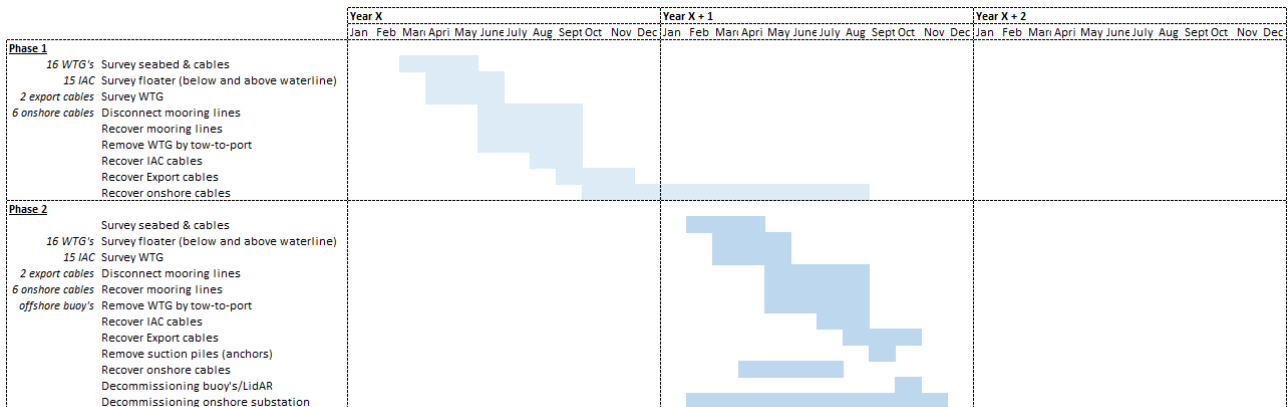 Year X Year X + 1 Year X + 2
Jan Feb Marc Apri May June July Aug Sept Oct Nov Dec Jan Feb Marc Apri May June July Aug Sept Oct Nov Dec Jan Feb Marc Apri May June July Aug Sept Oct Nov Dec
Phase 1
16 WTG's Survey seabed & cables
15 IAC Survey floater (below and above waterline)
2 export cables Survey WTG
6 onshore cables Disconnect mooring lines
Recover mooring lines
Remove WTG by tow-to-port
Recover IAC cables
Recover Export cables
Recover onshore cables
Phase 2
Survey seabed & cables
16 WTG's Survey floater (below and above waterline)
15 IAC Survey WTG
2 export cables Disconnect mooring lines
6 onshore cables Recover mooring lines
offshore buoy's Remove WTG by tow-to-port
Recover IAC cables
Recover Export cables
Remove suction piles (anchors)
Recover onshore cables
Decommissioning buoy's/LidAR
Decommissioning onshore substation